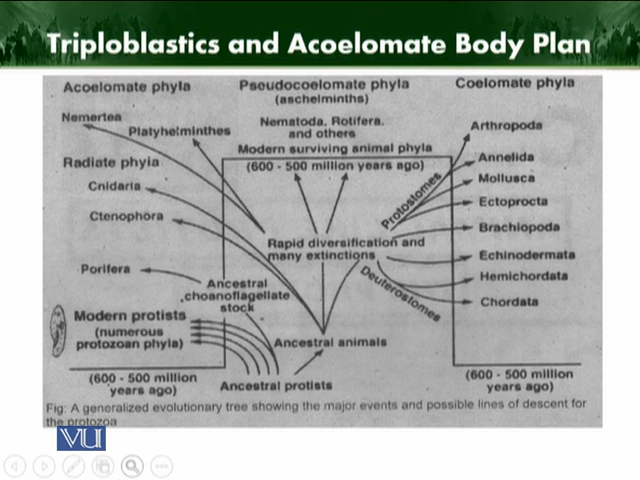 Triploblastics and Acoelomate Body Plan
Acoelomate phyla
Pseudocoelomate phyla
(aschelminths)
Coelomate phyla
Nemertea
Platyhelminthes
Nematoda, Rotifera,
and others
Modern surviving animal phyla
(600 - 500 million years ago)
Radiate phyla
Cnidaria
Ctenophora
Porifera
Arthropoda
Annelida
Mollusca
Ectoprocta
Brachiopoda
Echinodermata
Hemichordata
Chordata
Protostomes
Rapid diversification and
many extinctions
Deuterostomes
Ancestral
choanoflagellate
stock
Modern protists
(numerous
protozoan phyla)
Ancestral animals
(600 - 500 million
years ago)
Ancestral protists
(600 - 500 million
years ago)
Fig: A generalized evolutionary tree showing the major events and possible lines of descent for
the protozoa
VU